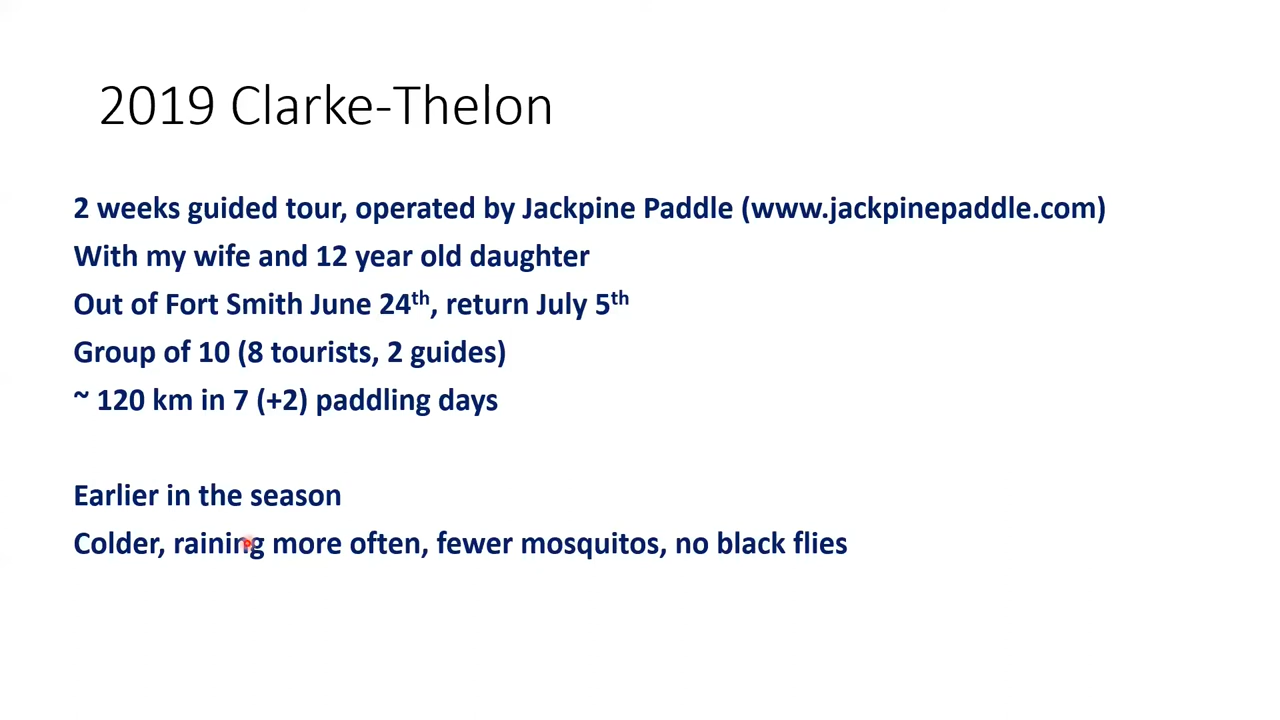 2019 Clarke-Thelon
2 weeks guided tour, operated by Jackpine Paddle (www.jackpinepaddle.com)
With my wife and 12 year old daughter
Out of Fort Smith June 24th, return July 5th
Group of 10 (8 tourists, 2 guides)
~ 120 km in 7 (+2) paddling days
Earlier in the season
Colder, raining more often, fewer mosquitos, no black flies